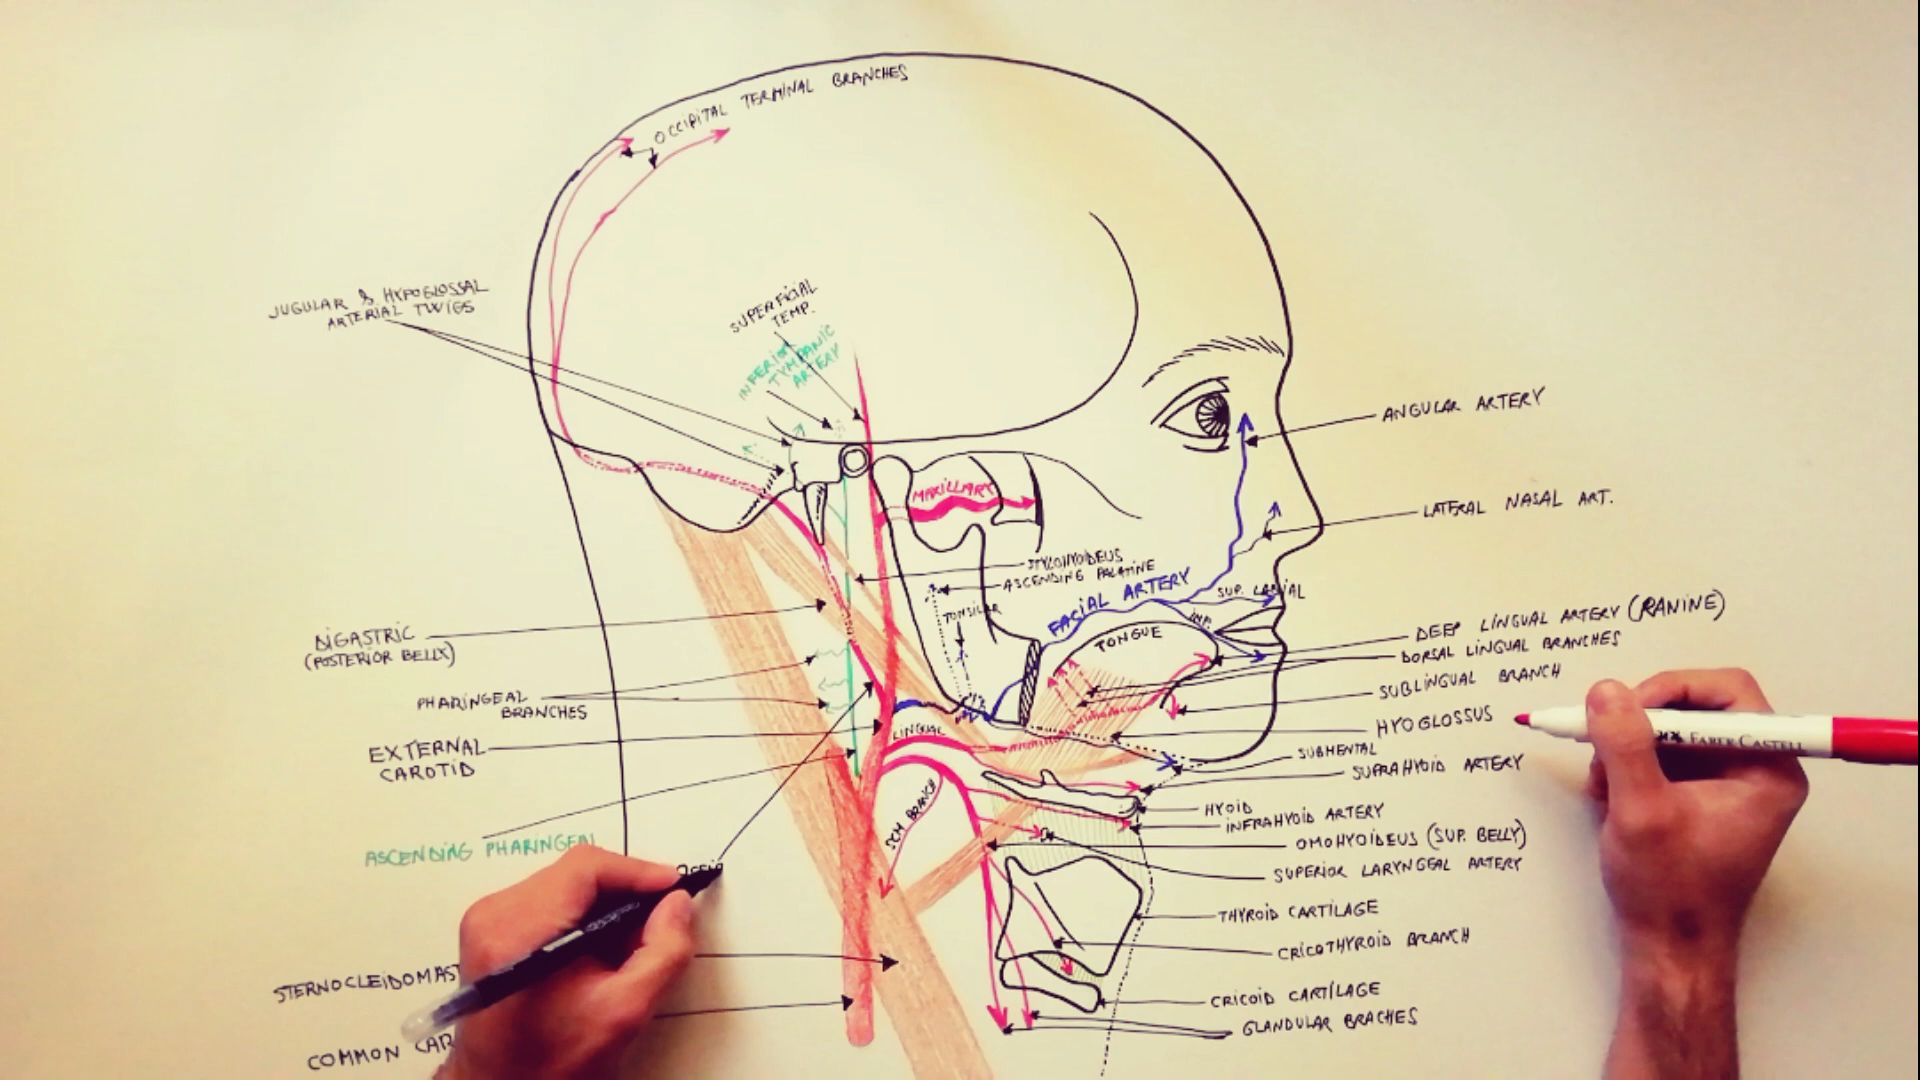 OCCIPITAL TERMINAL BRANCHES
JUGULAR & HYPOGLOSSAL
ARTERIAL TWIGS
SUPERFICIAL
TEMP.
INFERIOR
TYMPANIC
ARTERY
MAXILLARY
ANGULAR ARTERY
LATERAL NASAL ART.
STYLOHYOIDEUS
ASCENDING PALATINE
TONSILAR
FACIAL ARTERY
SUP. LABIAL
INF.
TONGUE
DIGASTRIC
(POSTERIOR BELLY)
PHARINGEAL
BRANCHES
EXTERNAL
CAROTID
ASCENDING PHARINGEAL
LINGUAL
SCM BRANCH
DEEP LINGUAL ARTERY (RANINE)
DORSAL LINGUAL BRANCHES
SUBLINGUAL BRANCH
HYOGLOSSUS
SUBMENTAL
SUPRAHYOID ARTERY
HYOID
INFRAHYOID ARTERY
OMOHYOIDEUS (SUP. BELLY)
SUPERIOR LARYNGEAL ARTERY
THYROID CARTILAGE
CRICOTHYROID BRANCH
CRICOID CARTILAGE
GLANDULAR BRACHES
STERNOCLEIDOMAST
COMMON CAR
FABER-CASTELL